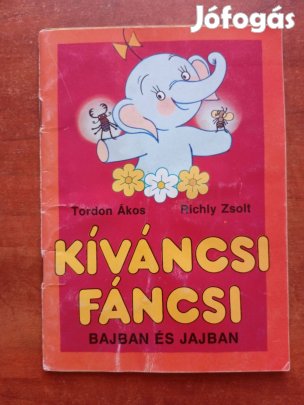 Jófogás
Tordon Ákos Richly Zsolt
KÍVÁNCSI
FÁNCSI
BAJBAN ÉS JAJBAN